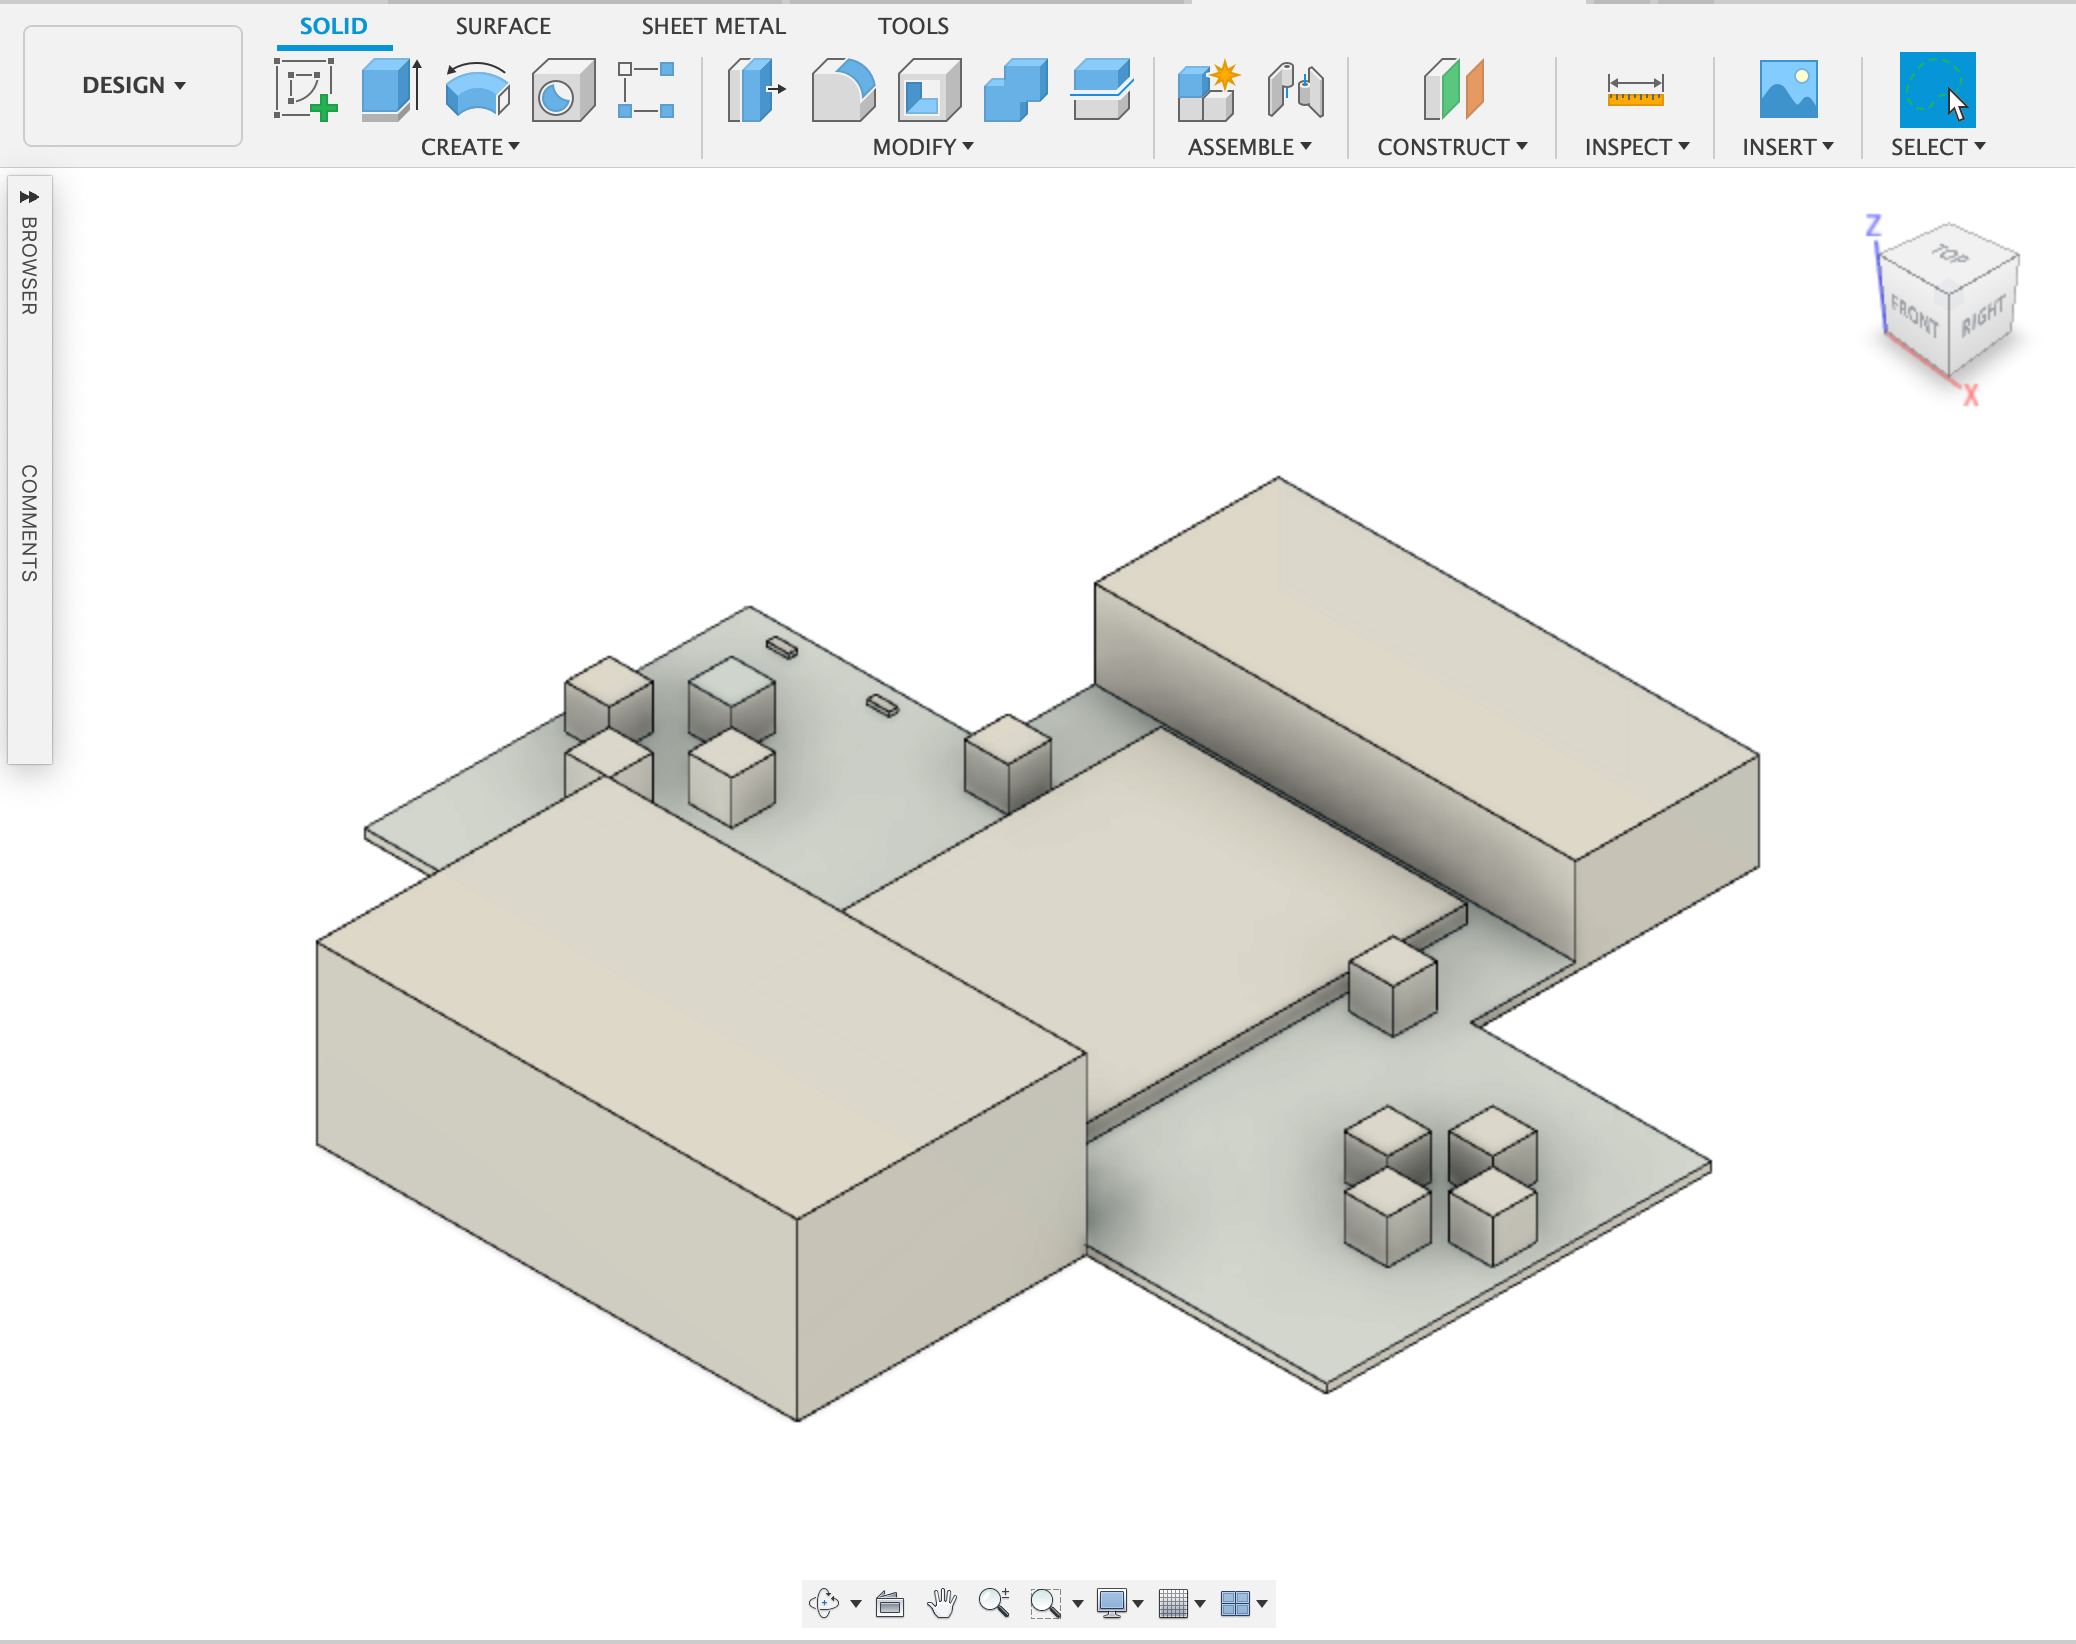 SOLID
SURFACE
SHEET METAL
TOOLS
DESIGN
CREATE
MODIFY
ASSEMBLE
CONSTRUCT
INSPECT
INSERT
SELECT
BROWSER
COMMENTS
Z
TOP
FRONT
RIGHT
X